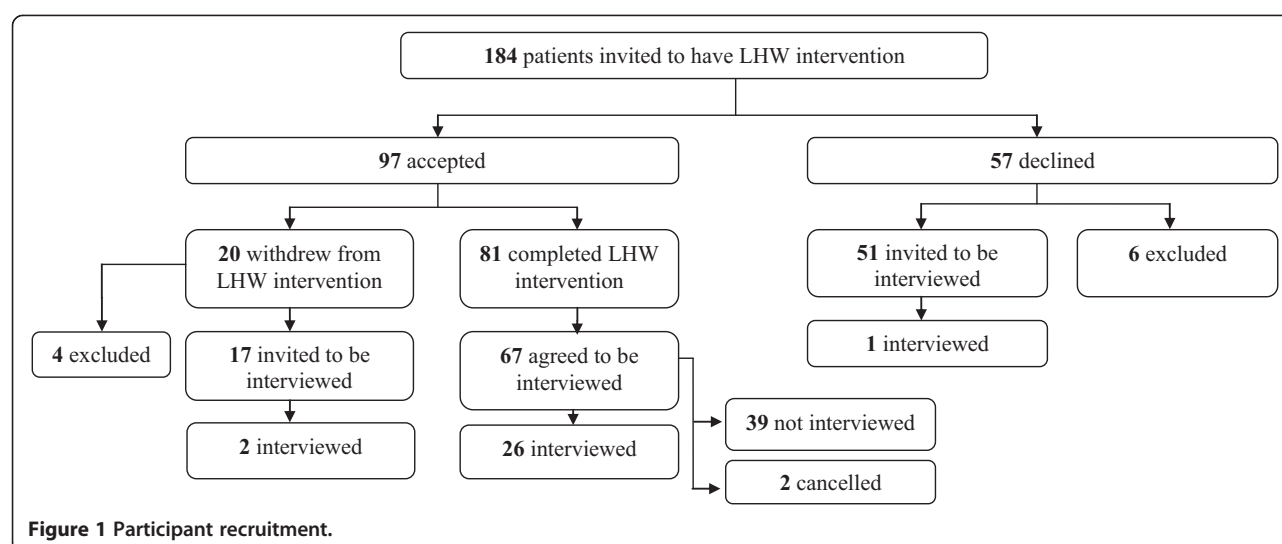 184 patients invited to have LHW intervention
97 accepted
57 declined
20 withdrew from
LHW intervention
81 completed LHW
intervention
51 invited to be
interviewed
6 excluded
4 excluded
17 invited to be
interviewed
67 agreed to be
interviewed
1 interviewed
39 not interviewed
2 interviewed
26 interviewed
2 cancelled
Figure 1 Participant recruitment.